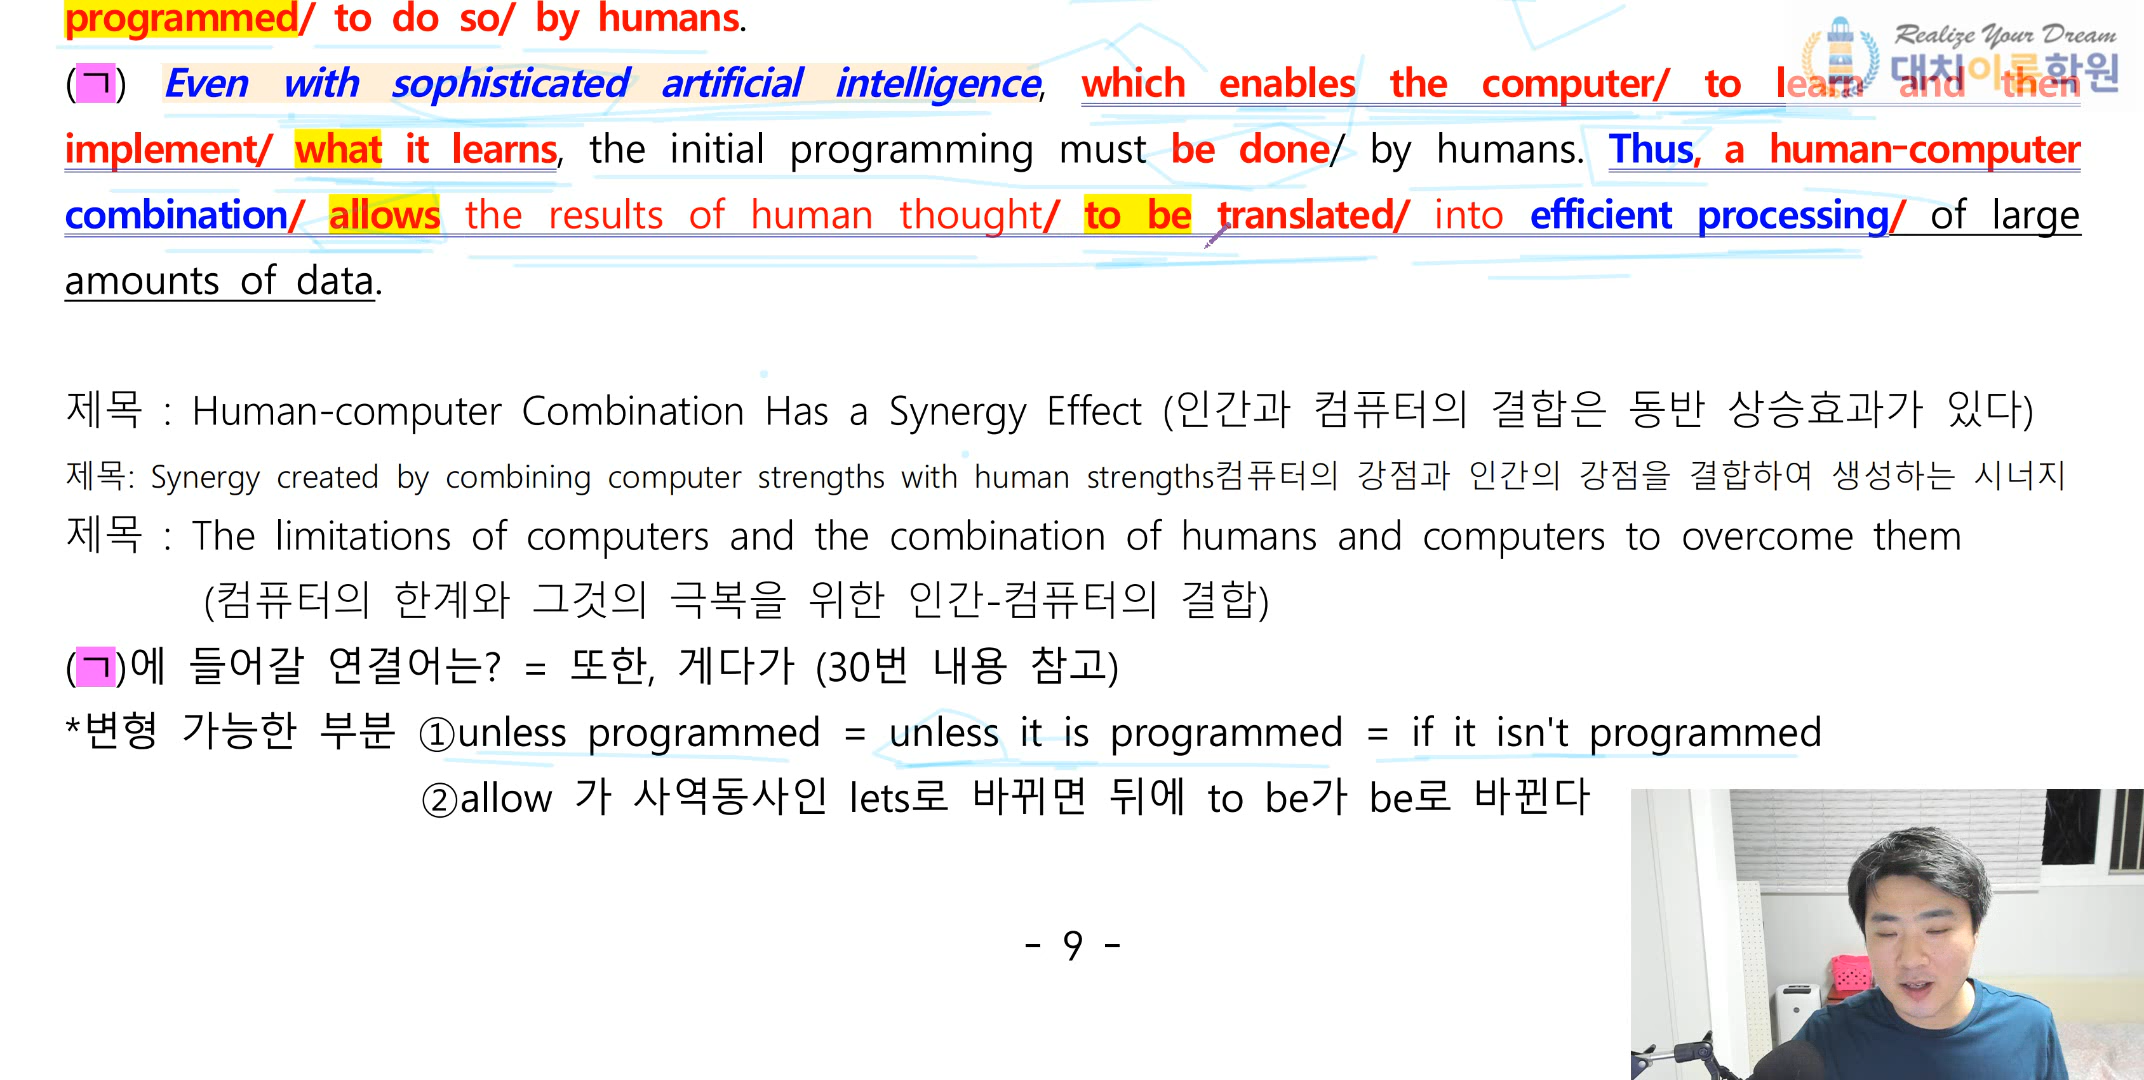 programmed/ to do so/ by humans.
Realize Your Dream
대치이룸학원
(ㄱ) Even with sophisticated artificial intelligence, which enables the computer/ to learn and then
implement/ what it learns, the initial programming must be done/ by humans. Thus, a human-computer
combination/ allows the results of human thought/ to be translated/ into efficient processing/ of large
amounts of data.
제목 : Human-computer Combination Has a Synergy Effect (인간과 컴퓨터의 결합은 동반 상승효과가 있다)
제목: Synergy created by combining computer strengths with human strengths컴퓨터의 강점과 인간의 강점을 결합하여 생성하는 시너지
제목 : The limitations of computers and the combination of humans and computers to overcome them
(컴퓨터의 한계와 그것의 극복을 위한 인간-컴퓨터의 결합)
(ㄱ)에 들어갈 연결어는? = 또한, 게다가 (30번 내용 참고)
*변형 가능한 부분 ①unless programmed = unless it is programmed = if it isn't programmed
②allow 가 사역동사인 lets로 바뀌면 뒤에 to be가 be로 바뀐다
- 9 -